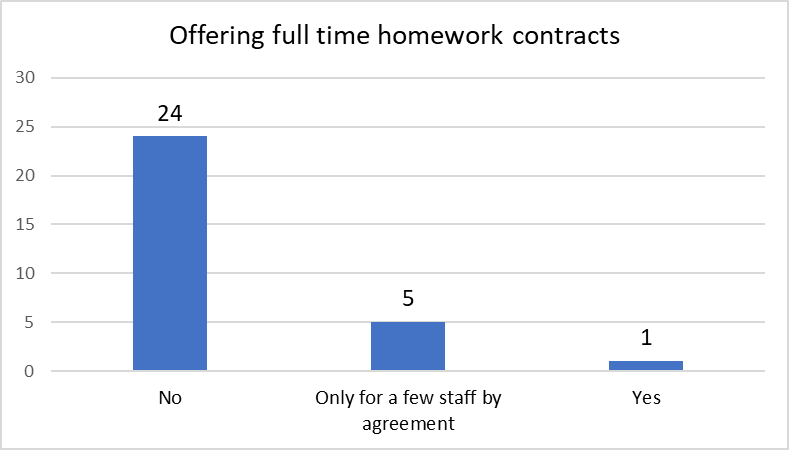 Offering full time homework contracts
30
25
20
15
10
5
0
24
5
1
No
Only for a few staff by
agreement
Yes